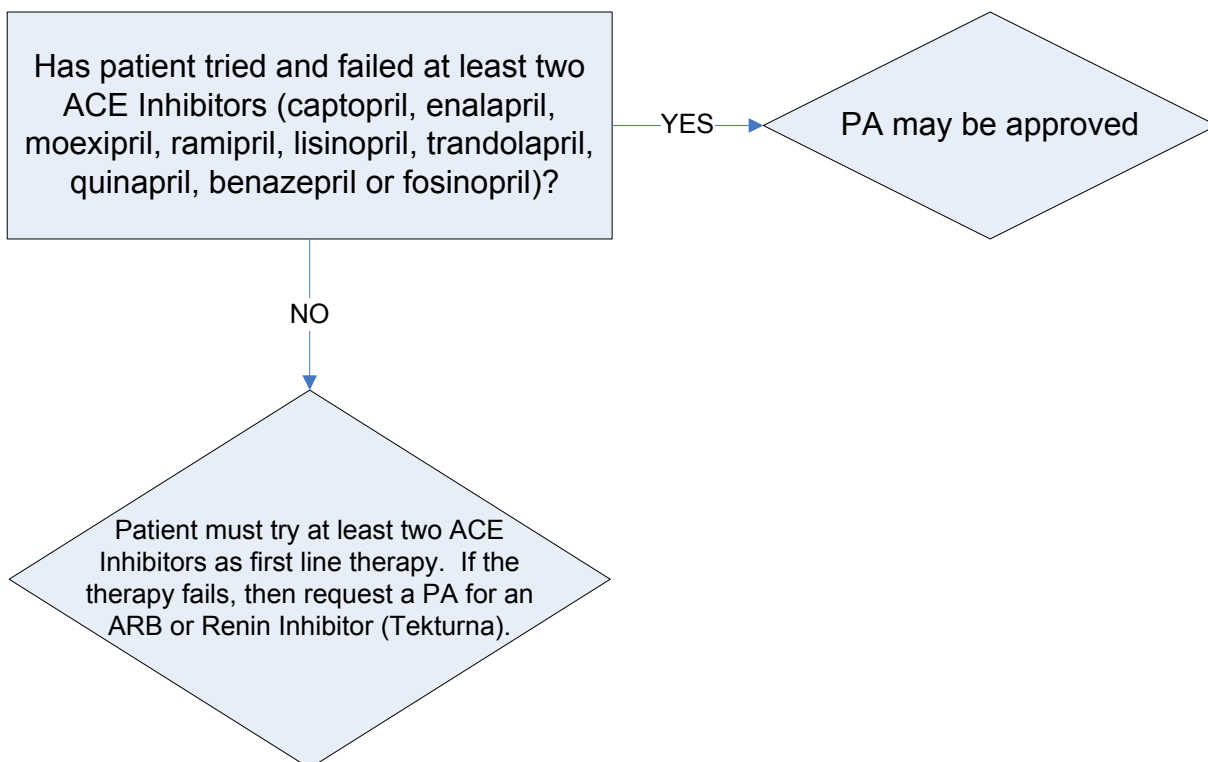 Has patient tried and failed at least two
ACE Inhibitors (captopril, enalapril,
moexipril, ramipril, lisinopril, trandolapril,
quinapril, benazepril or fosinopril)?
YES
PA may be approved
NO
Patient must try at least two ACE
Inhibitors as first line therapy.  If the
therapy fails, then request a PA for an
ARB or Renin Inhibitor (Tekturna).